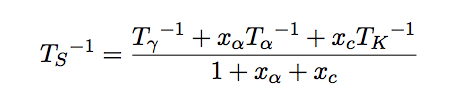 $T_S^{-1} = \frac{T_\gamma^{-1} + x_\alpha T_\alpha^{-1} + x_c T_K^{-1}}{1 + x_\alpha + x_c}$